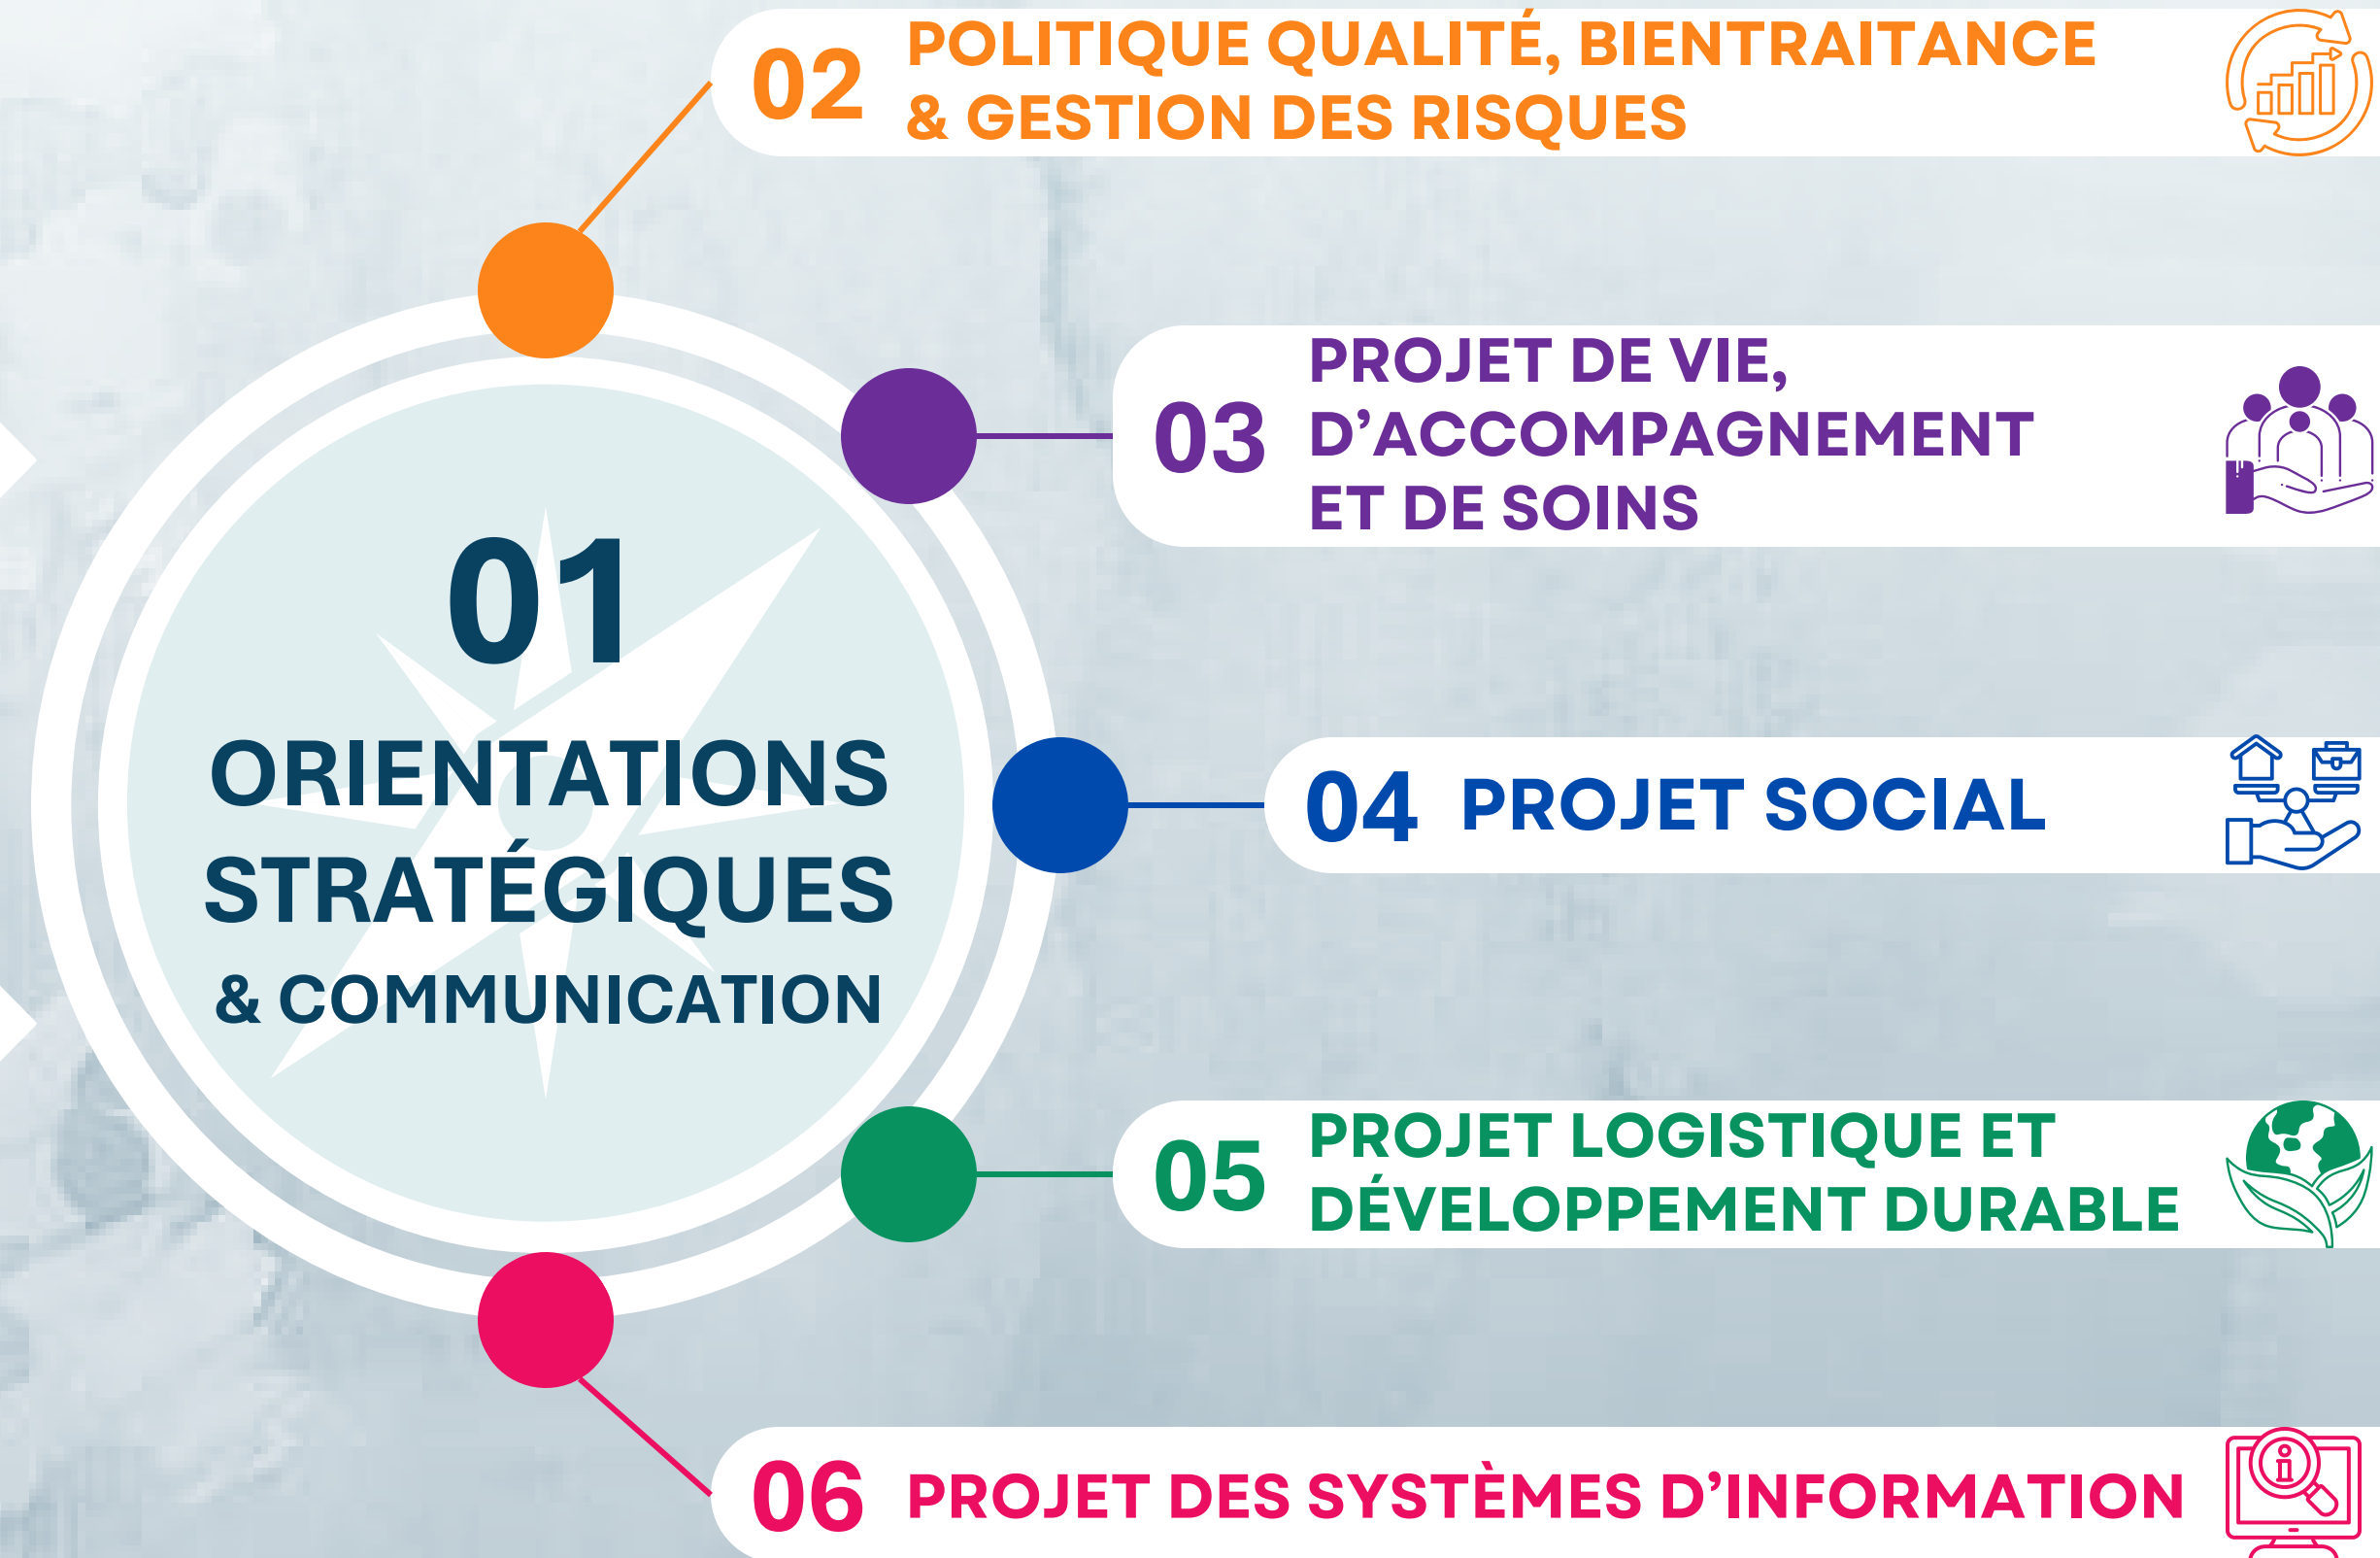 02
POLITIQUE QUALITÉ, BIENTRAITANCE
& GESTION DES RISQUES
03
PROJET DE VIE,
D’ACCOMPAGNEMENT
ET DE SOINS
01
ORIENTATIONS
STRATÉGIQUES
& COMMUNICATION
04 PROJET SOCIAL
05
PROJET LOGISTIQUE ET
DÉVELOPPEMENT DURABLE
06 PROJET DES SYSTÈMES D’INFORMATION